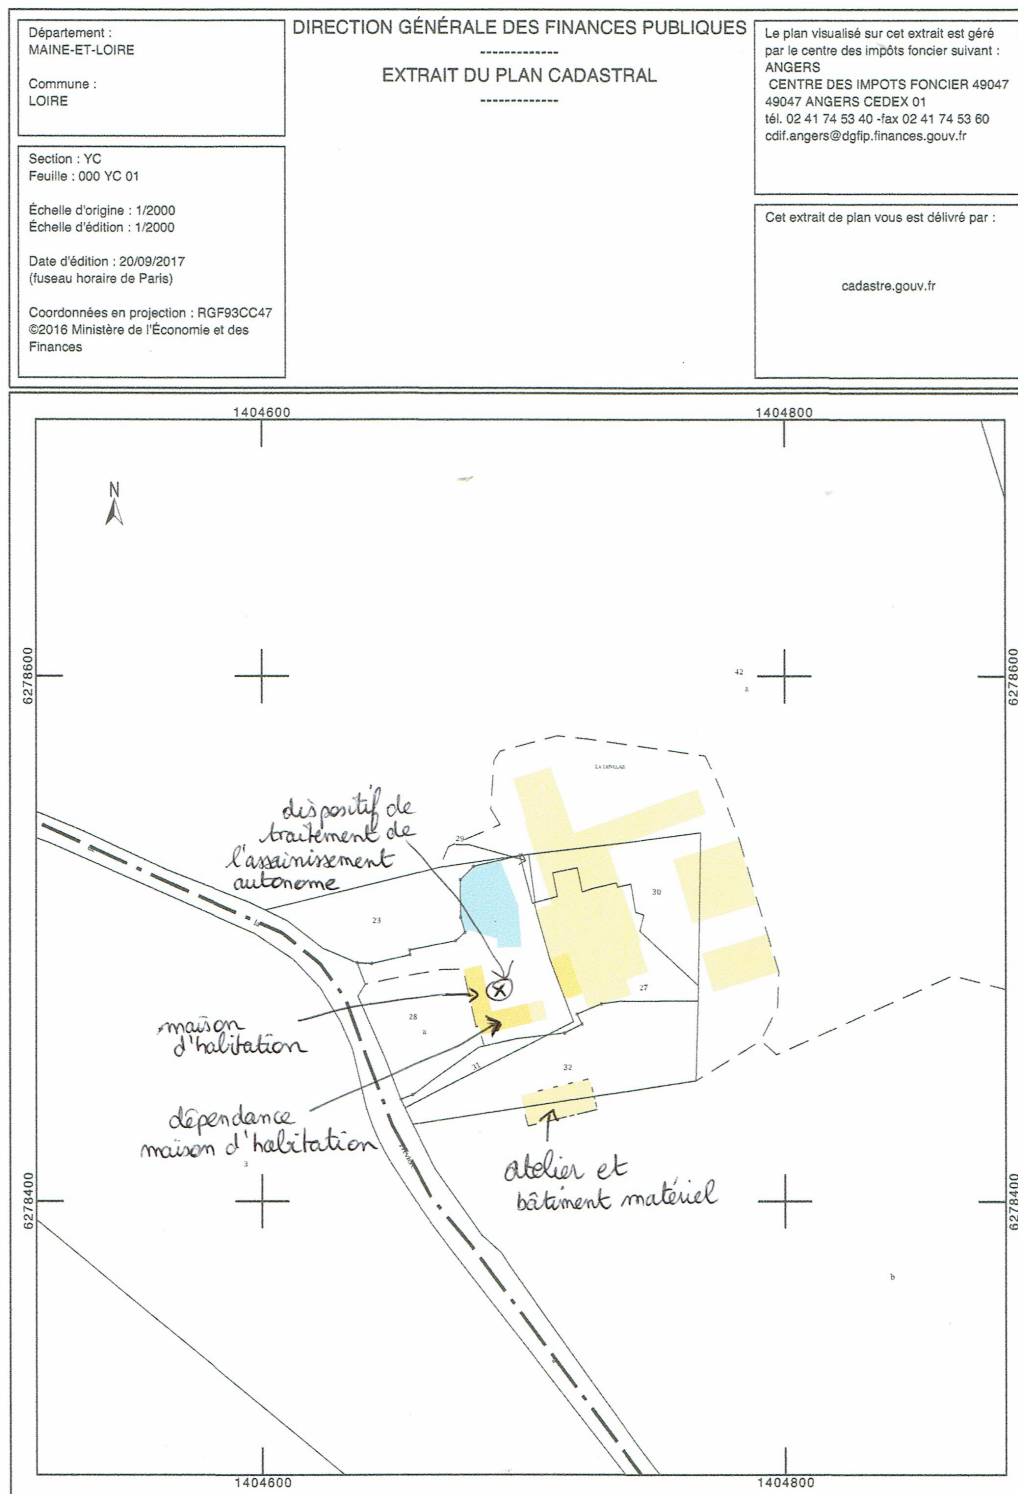 Département :
MAINE-ET-LOIRE
Commune :
LOIRE
Section : YC
Feuille : 000 YC 01
Échelle d'origine : 1/2000
Échelle d'édition : 1/2000
Date d'édition : 20/09/2017
(fuseau horaire de Paris)
Coordonnées en projection : RGF93CC47
©2016 Ministère de l'Économie et des
Finances
DIRECTION GÉNÉRALE DES FINANCES PUBLIQUES
-------------
EXTRAIT DU PLAN CADASTRAL
-------------
Le plan visualisé sur cet extrait est géré
par le centre des impôts foncier suivant :
ANGERS
CENTRE DES IMPOTS FONCIER 49047
49047 ANGERS CEDEX 01
tél. 02 41 74 53 40 -fax 02 41 74 53 60
cdif.angers@dgfip.finances.gouv.fr
Cet extrait de plan vous est délivré par :
cadastre.gouv.fr
1404600
1404800
N
6278600
6278600
42
a
dispositif de
traitement de
l'assainissement
autonome
29
23
30
27
28
a
maison
d'habitation
31
32
dépendance
maison d'habitation
3
atelier et
bâtiment matériel
6278400
6278400
b
1404600
1404800